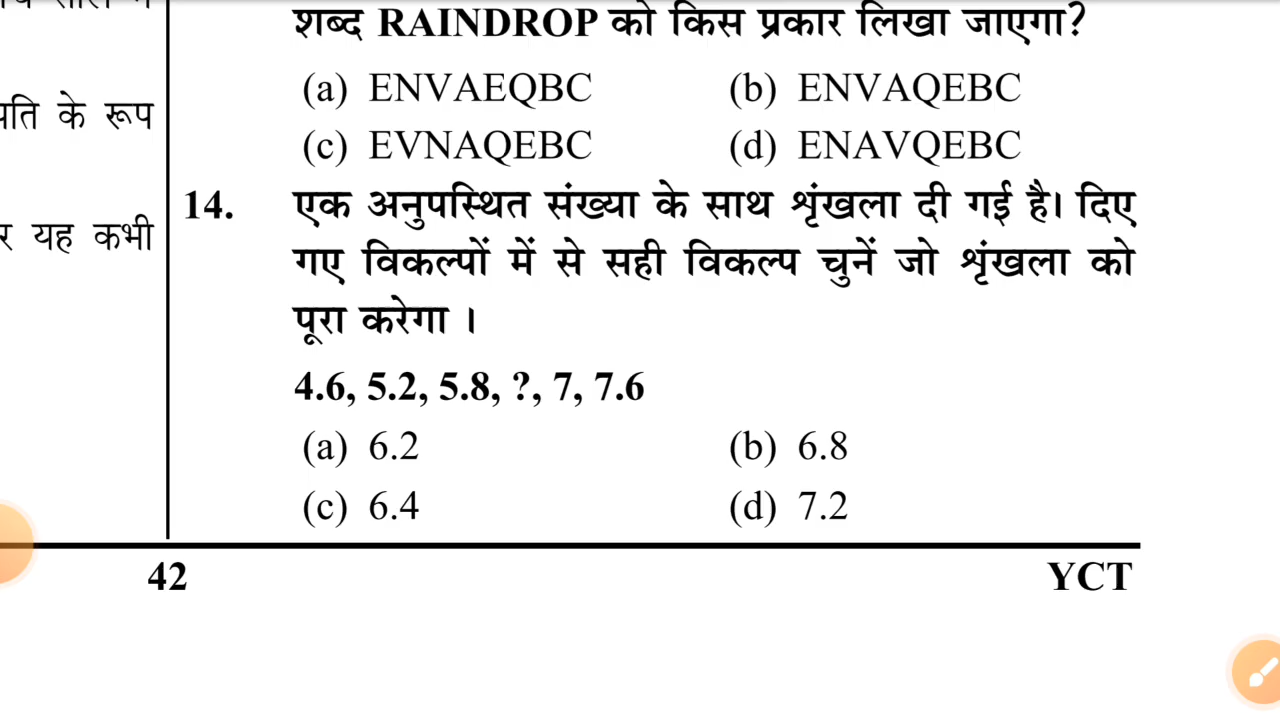 शब्द RAINDROP को किस प्रकार लिखा जाएगा?
(a) ENVAEQBC (b) ENVAQEBC
(c) EVNAQEBC (d) ENAVQEBC
के रूप
यह कभी
14. एक अनुपस्थित संख्या के साथ शृंखला दी गई है। दिए
गए विकल्पों में से सही विकल्प चुनें जो शृंखला को
पूरा करेगा ।
4.6, 5.2, 5.8, ?, 7, 7.6
(a) 6.2 (b) 6.8
(c) 6.4 (d) 7.2
42 YCT